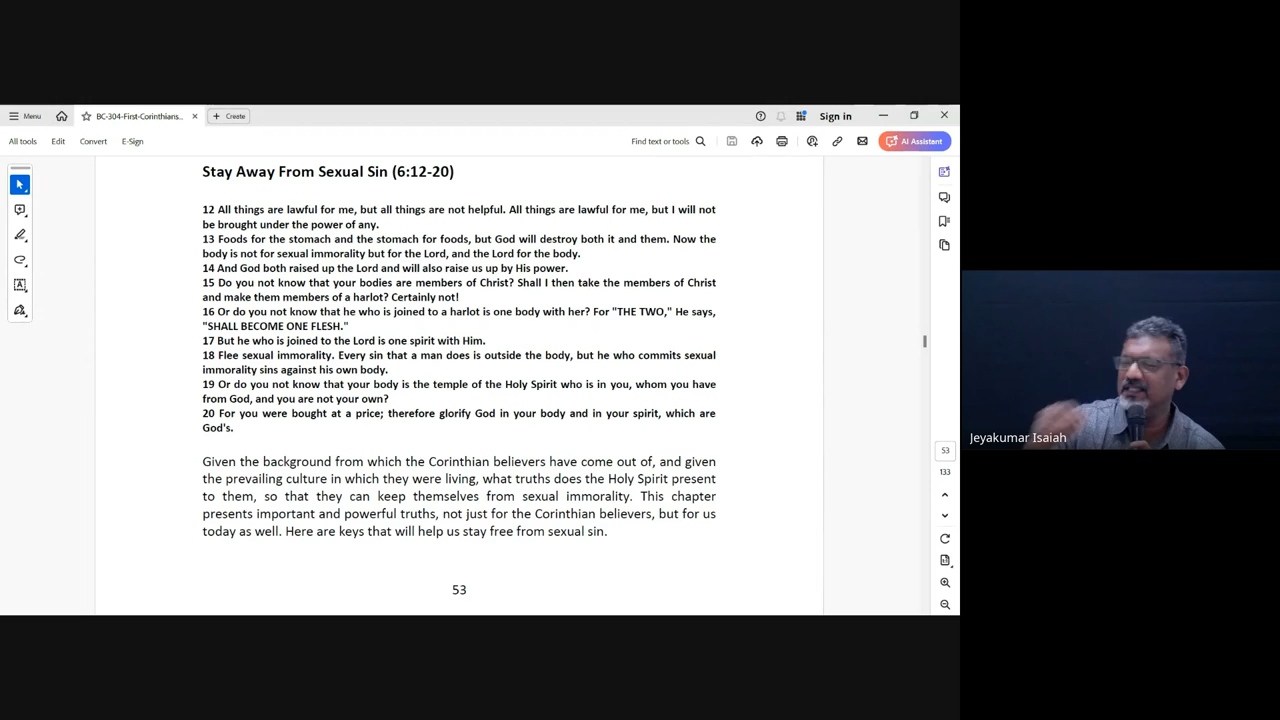 Menu
BC-304-First-Corinthians..
Create
Sign in
All tools
Edit
Convert
E-Sign
Find text or tools
AI Assistant
Stay Away From Sexual Sin (6:12-20)
12 All things are lawful for me, but all things are not helpful. All things are lawful for me, but I will not
be brought under the power of any.
13 Foods for the stomach and the stomach for foods, but God will destroy both it and them. Now the
body is not for sexual immorality but for the Lord, and the Lord for the body.
14 And God both raised up the Lord and will also raise us up by His power.
15 Do you not know that your bodies are members of Christ? Shall I then take the members of Christ
and make them members of a harlot? Certainly not!
16 Or do you not know that he who is joined to a harlot is one body with her? For "THE TWO," He says,
"SHALL BECOME ONE FLESH."
17 But he who is joined to the Lord is one spirit with Him.
18 Flee sexual immorality. Every sin that a man does is outside the body, but he who commits sexual
immorality sins against his own body.
19 Or do you not know that your body is the temple of the Holy Spirit who is in you, whom you have
from God, and you are not your own?
20 For you were bought at a price; therefore glorify God in your body and in your spirit, which are
God's.
Given the background from which the Corinthian believers have come out of, and given
the prevailing culture in which they were living, what truths does the Holy Spirit present
to them, so that they can keep themselves from sexual immorality. This chapter
presents important and powerful truths, not just for the Corinthian believers, but for us
today as well. Here are keys that will help us stay free from sexual sin.
53
53
133
Jeyakumar Isaiah